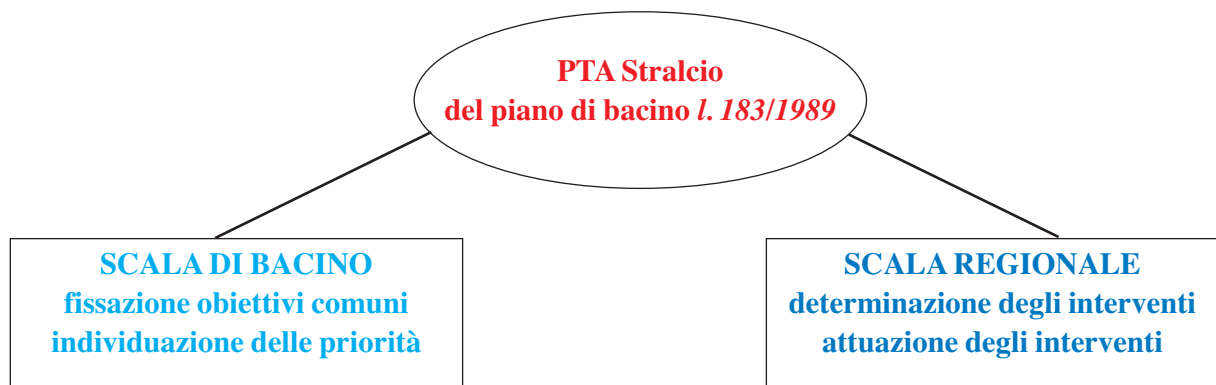 PTA Stralcio
del piano di bacino l. 183/1989
SCALA DI BACINO
fissazione obiettivi comuni
individuazione delle priorità
SCALA REGIONALE
determinazione degli interventi
attuazione degli interventi